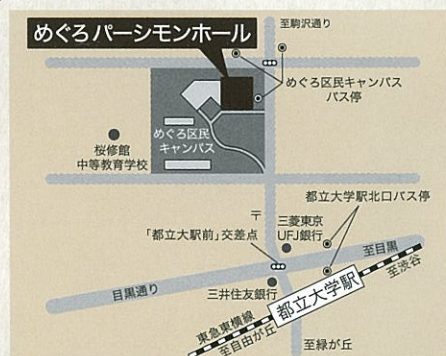 至駒沢通り
めぐろパーシモンホール
めぐろ区民キャンパス
バス停
めぐろ区民
キャンパス
桜修館
中等教育学校
都立大学駅北口バス停
〒
三菱東京
UFJ銀行
「都立大駅前」交差点
至目黒
至渋谷
目黒通り
三井住友銀行
都立大学駅
東急東横線
至自由が丘
至緑が丘